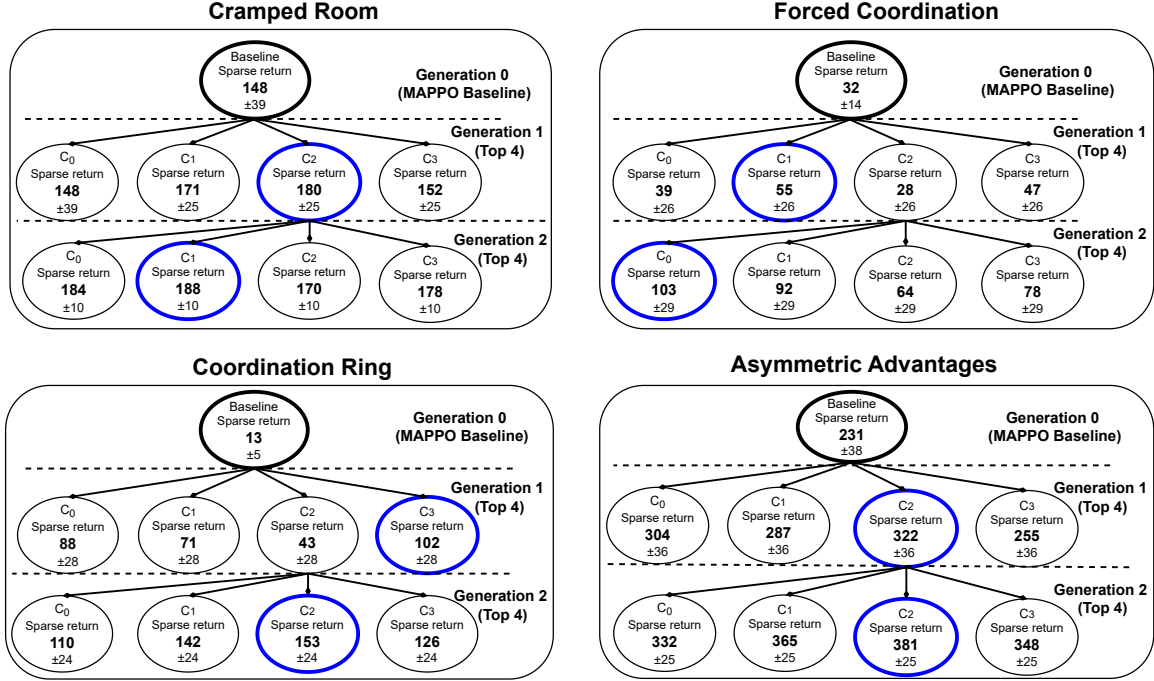 Cramped Room
Baseline
Sparse return
148
±39
Generation 0
(MAPPO Baseline)
Generation 1
(Top 4)
C0
Sparse return
148
±39
C1
Sparse return
171
±25
C2
Sparse return
180
±25
C3
Sparse return
152
±25
Generation 2
(Top 4)
C0
Sparse return
184
±10
C1
Sparse return
188
±10
C2
Sparse return
170
±10
C3
Sparse return
178
±10
Forced Coordination
Baseline
Sparse return
32
±14
Generation 0
(MAPPO Baseline)
Generation 1
(Top 4)
C0
Sparse return
39
±26
C1
Sparse return
55
±26
C2
Sparse return
28
±26
C3
Sparse return
47
±26
Generation 2
(Top 4)
C0
Sparse return
103
±29
C1
Sparse return
92
±29
C2
Sparse return
64
±29
C3
Sparse return
78
±29
Coordination Ring
Baseline
Sparse return
13
±5
Generation 0
(MAPPO Baseline)
Generation 1
(Top 4)
C0
Sparse return
88
±28
C1
Sparse return
71
±28
C2
Sparse return
43
±28
C3
Sparse return
102
±28
Generation 2
(Top 4)
C0
Sparse return
110
±24
C1
Sparse return
142
±24
C2
Sparse return
153
±24
C3
Sparse return
126
±24
Asymmetric Advantages
Baseline
Sparse return
231
±38
Generation 0
(MAPPO Baseline)
Generation 1
(Top 4)
C0
Sparse return
304
±36
C1
Sparse return
287
±36
C2
Sparse return
322
±36
C3
Sparse return
255
±36
Generation 2
(Top 4)
C0
Sparse return
332
±25
C1
Sparse return
365
±25
C2
Sparse return
381
±25
C3
Sparse return
348
±25